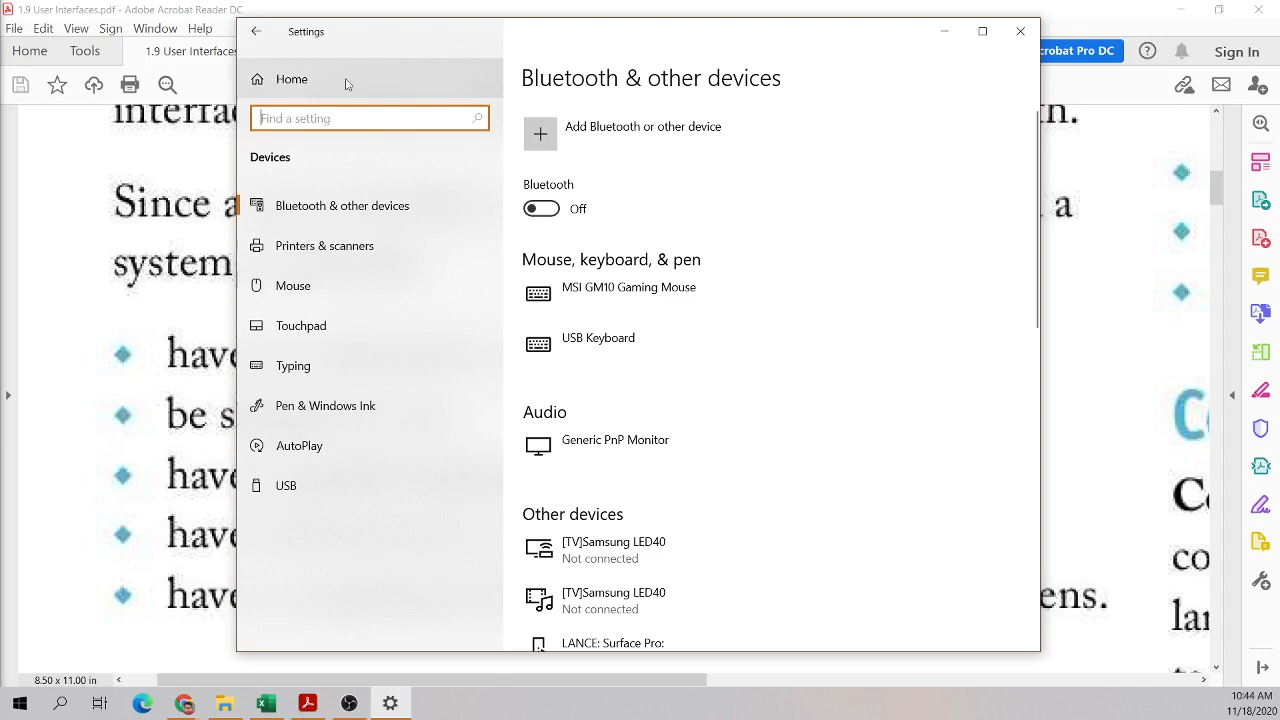 1.9 User Interfaces.pdf - Adobe Acrobat Reader DC
File Edit View Sign Window Help
Home Tools 1.9 User Interfaces
crobat Pro DC
Sign In
Settings
Home
Find a setting
Devices
Bluetooth & other devices
Printers & scanners
Mouse
Touchpad
Typing
Pen & Windows Ink
AutoPlay
USB
Bluetooth & other devices
Add Bluetooth or other device
Bluetooth
Off
Mouse, keyboard, & pen
MSI GM10 Gaming Mouse
USB Keyboard
Audio
Generic PnP Monitor
Other devices
[TV]Samsung LED40
Not connected
[TV]Samsung LED40
Not connected
LANCE: Surface Pro:
Since a
a
system
have
be s
have
have
have
ens.
Co
co
8.50 x 11.00 in
10:44 AM
11/18/2020